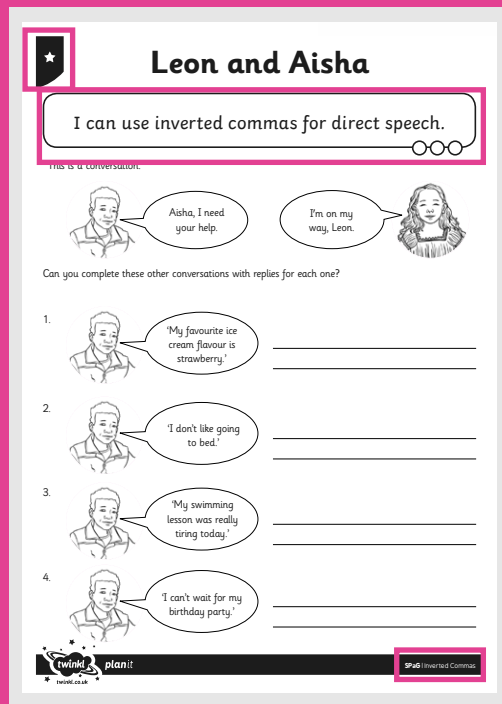 Leon and Aisha
I can use inverted commas for direct speech.
This is a conversation.
Aisha, I need
your help.
I'm on my
way, Leon.
Can you complete these other conversations with replies for each one?
1.
'My favourite ice
cream flavour is
strawberry.'
2.
'I don't like going
to bed.'
3.
'My swimming
lesson was really
tiring today.'
4.
'I can't wait for my
birthday party.'
twinkl planit
twinkl.co.uk
SPaG | Inverted Commas